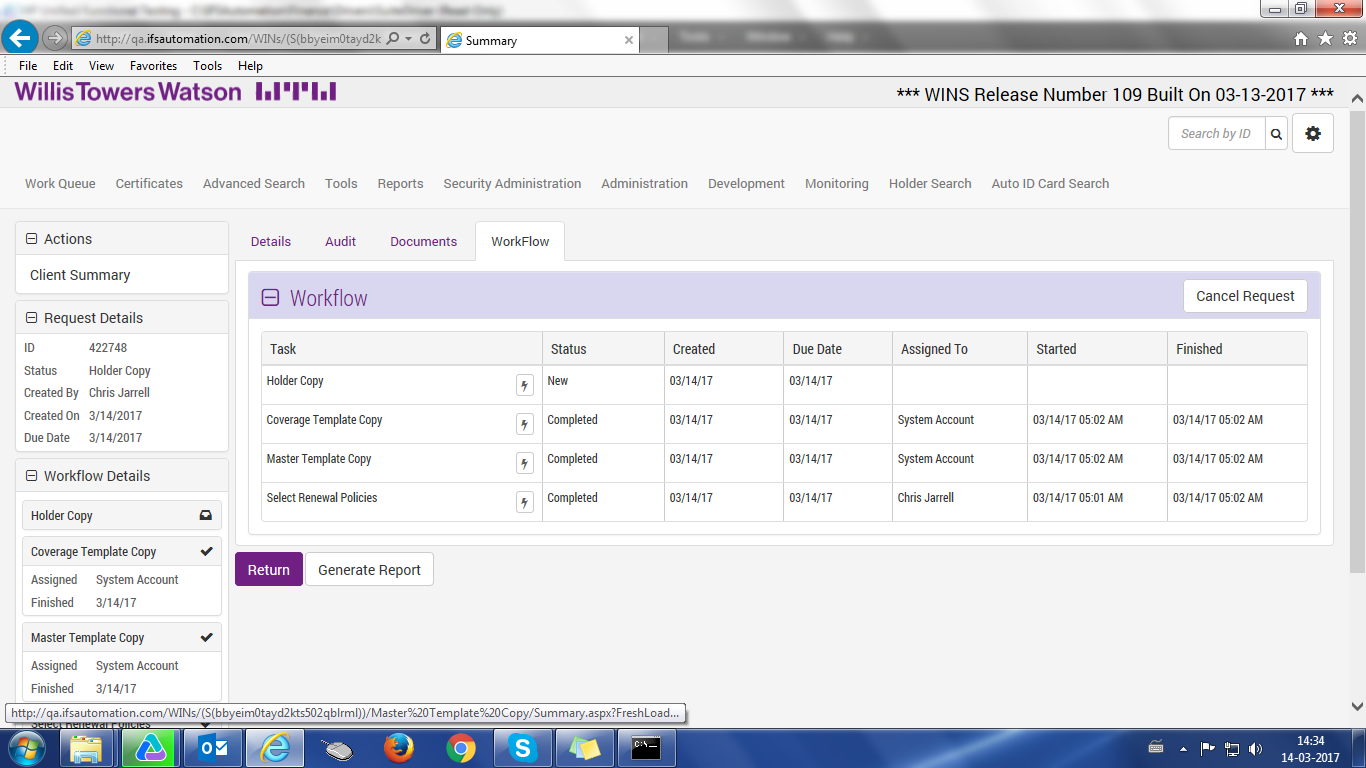 http://qa.ifsautomation.com/WINs/(S(bbyeim0tayd2k
Summary
File Edit View Favorites Tools Help
WillisTowersWatson
*** WINS Release Number 109 Built On 03-13-2017 ***
Search by ID
Work Queue Certificates Advanced Search Tools Reports Security Administration Administration Development Monitoring Holder Search Auto ID Card Search
Actions
Client Summary
Request Details
ID 422748
Status Holder Copy
Created By Chris Jarrell
Created On 3/14/2017
Due Date 3/14/2017
Workflow Details
Holder Copy
Coverage Template Copy
Assigned System Account
Finished 3/14/17
Master Template Copy
Assigned System Account
Finished 3/14/17
Select Renewal Policies
Details Audit Documents WorkFlow
Workflow Cancel Request
Task Status Created Due Date Assigned To Started Finished
Holder Copy New 03/14/17 03/14/17
Coverage Template Copy Completed 03/14/17 03/14/17 System Account 03/14/17 05:02 AM 03/14/17 05:02 AM
Master Template Copy Completed 03/14/17 03/14/17 System Account 03/14/17 05:02 AM 03/14/17 05:02 AM
Select Renewal Policies Completed 03/14/17 03/14/17 Chris Jarrell 03/14/17 05:01 AM 03/14/17 05:02 AM
Return Generate Report
http://qa.ifsautomation.com/WINs/(S(bbyeim0tayd2kts502qblrml))/Master%20Template%20Copy/Summary.aspx?FreshLoad...
14:34
14-03-2017